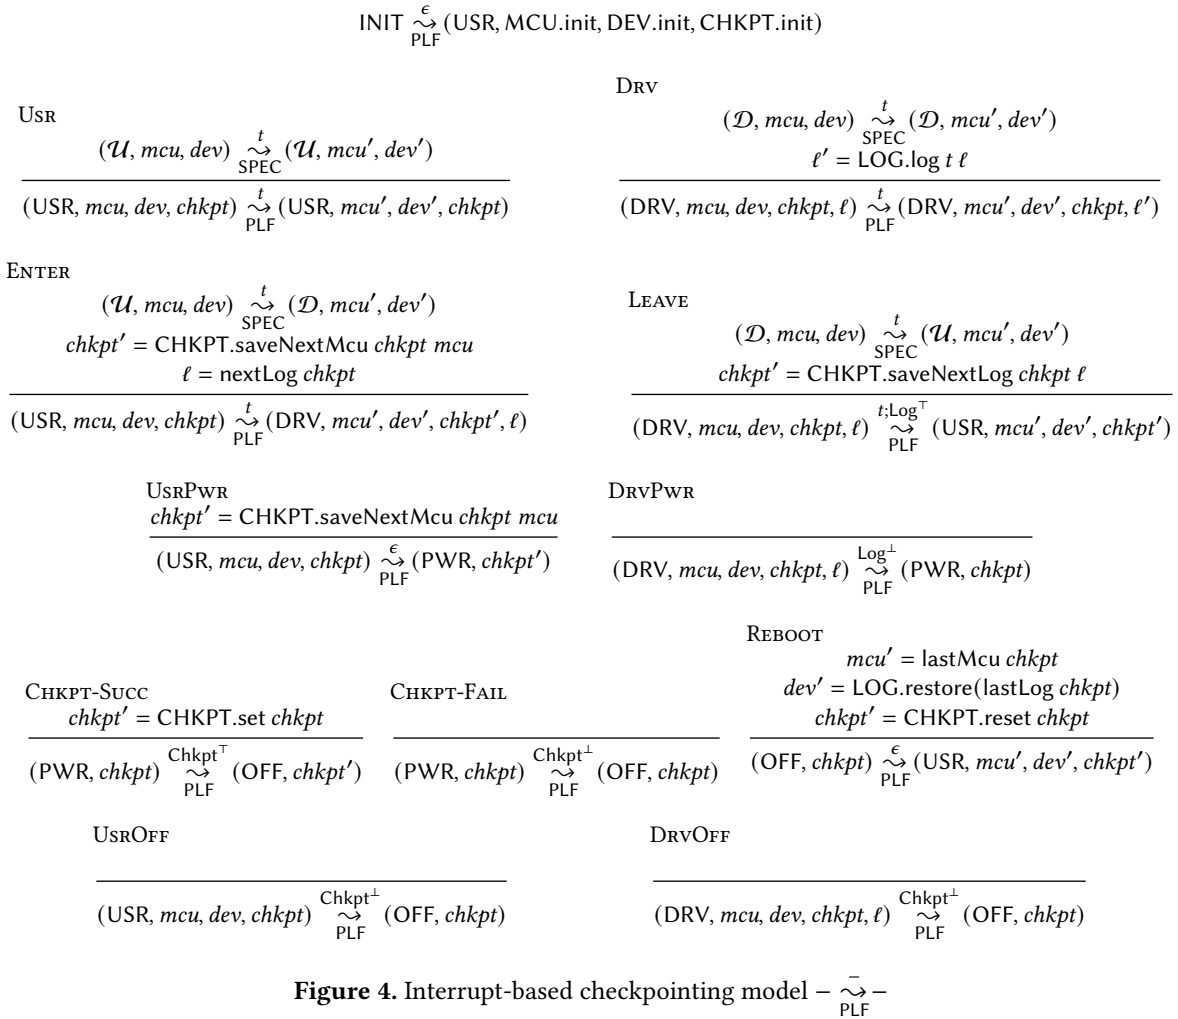 INIT ⤳^ϵ_PLF (USR, MCU.init, DEV.init, CHKPT.init)
Usr
(𝒰, mcu, dev) ⤳^t_SPEC (𝒰, mcu′, dev′)
(USR, mcu, dev, chkpt) ⤳^t_PLF (USR, mcu′, dev′, chkpt)
Drv
(𝒟, mcu, dev) ⤳^t_SPEC (𝒟, mcu′, dev′)
ℓ′ = LOG.log t ℓ
(DRV, mcu, dev, chkpt, ℓ) ⤳^t_PLF (DRV, mcu′, dev′, chkpt, ℓ′)
Enter
(𝒰, mcu, dev) ⤳^t_SPEC (𝒟, mcu′, dev′)
chkpt′ = CHKPT.saveNextMcu chkpt mcu
ℓ = nextLog chkpt
(USR, mcu, dev, chkpt) ⤳^t_PLF (DRV, mcu′, dev′, chkpt′, ℓ)
Leave
(𝒟, mcu, dev) ⤳^t_SPEC (𝒰, mcu′, dev′)
chkpt′ = CHKPT.saveNextLog chkpt ℓ
(DRV, mcu, dev, chkpt, ℓ) ⤳^{t;Log⊤}_PLF (USR, mcu′, dev′, chkpt′)
UsrPwr
chkpt′ = CHKPT.saveNextMcu chkpt mcu
(USR, mcu, dev, chkpt) ⤳^ϵ_PLF (PWR, chkpt′)
DrvPwr
(DRV, mcu, dev, chkpt, ℓ) ⤳^{Log⊥}_PLF (PWR, chkpt)
Chkpt-Succ
chkpt′ = CHKPT.set chkpt
(PWR, chkpt) ⤳^{Chkpt⊤}_PLF (OFF, chkpt′)
Chkpt-Fail
(PWR, chkpt) ⤳^{Chkpt⊥}_PLF (OFF, chkpt)
Reboot
mcu′ = lastMcu chkpt
dev′ = LOG.restore(lastLog chkpt)
chkpt′ = CHKPT.reset chkpt
(OFF, chkpt) ⤳^ϵ_PLF (USR, mcu′, dev′, chkpt′)
UsrOff
(USR, mcu, dev, chkpt) ⤳^{Chkpt⊥}_PLF (OFF, chkpt)
DrvOff
(DRV, mcu, dev, chkpt, ℓ) ⤳^{Chkpt⊥}_PLF (OFF, chkpt)
Figure 4. Interrupt-based checkpointing model – ⤳^–_PLF –